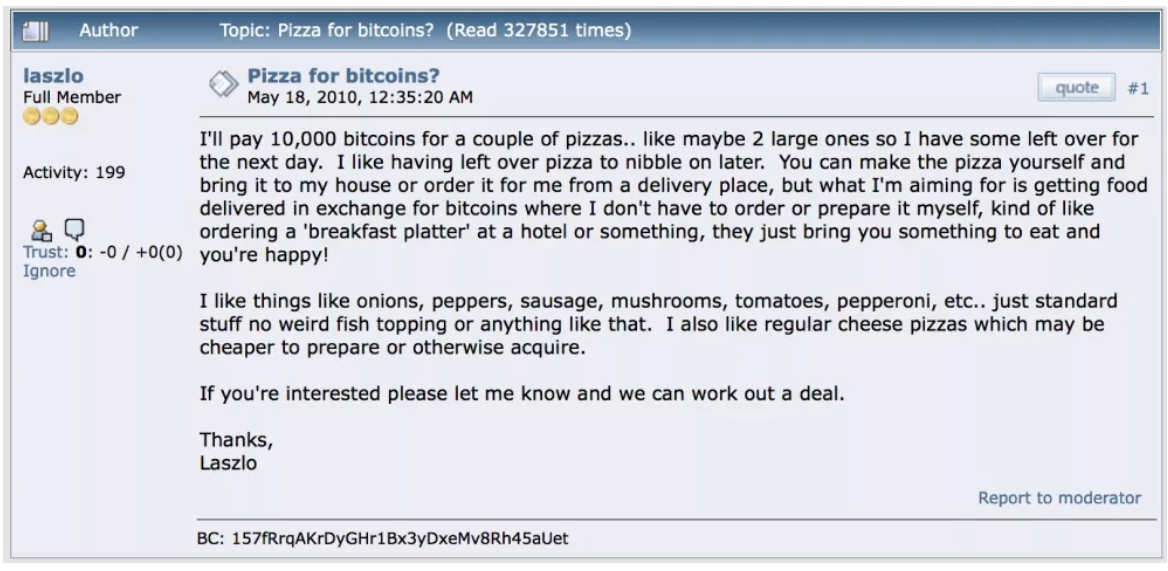 Author Topic: Pizza for bitcoins? (Read 327851 times)
laszlo
Full Member
Activity: 199
Trust: 0: -0 / +0(0)
Ignore
Pizza for bitcoins?
May 18, 2010, 12:35:20 AM
quote #1
I'll pay 10,000 bitcoins for a couple of pizzas.. like maybe 2 large ones so I have some left over for
the next day.  I like having left over pizza to nibble on later.  You can make the pizza yourself and
bring it to my house or order it for me from a delivery place, but what I'm aiming for is getting food
delivered in exchange for bitcoins where I don't have to order or prepare it myself, kind of like
ordering a 'breakfast platter' at a hotel or something, they just bring you something to eat and
you're happy!
I like things like onions, peppers, sausage, mushrooms, tomatoes, pepperoni, etc.. just standard
stuff no weird fish topping or anything like that.  I also like regular cheese pizzas which may be
cheaper to prepare or otherwise acquire.
If you're interested please let me know and we can work out a deal.
Thanks,
Laszlo
Report to moderator
BC: 157fRrqAKrDyGHr1Bx3yDxeMv8Rh45aUet